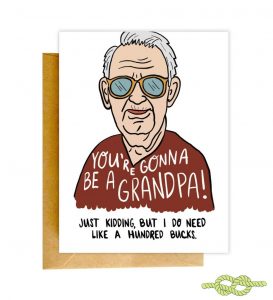 YOU'RE GONNA
BE A GRANDPA!
JUST KIDDING, BUT I DO NEED
LIKE A HUNDRED BUCKS.